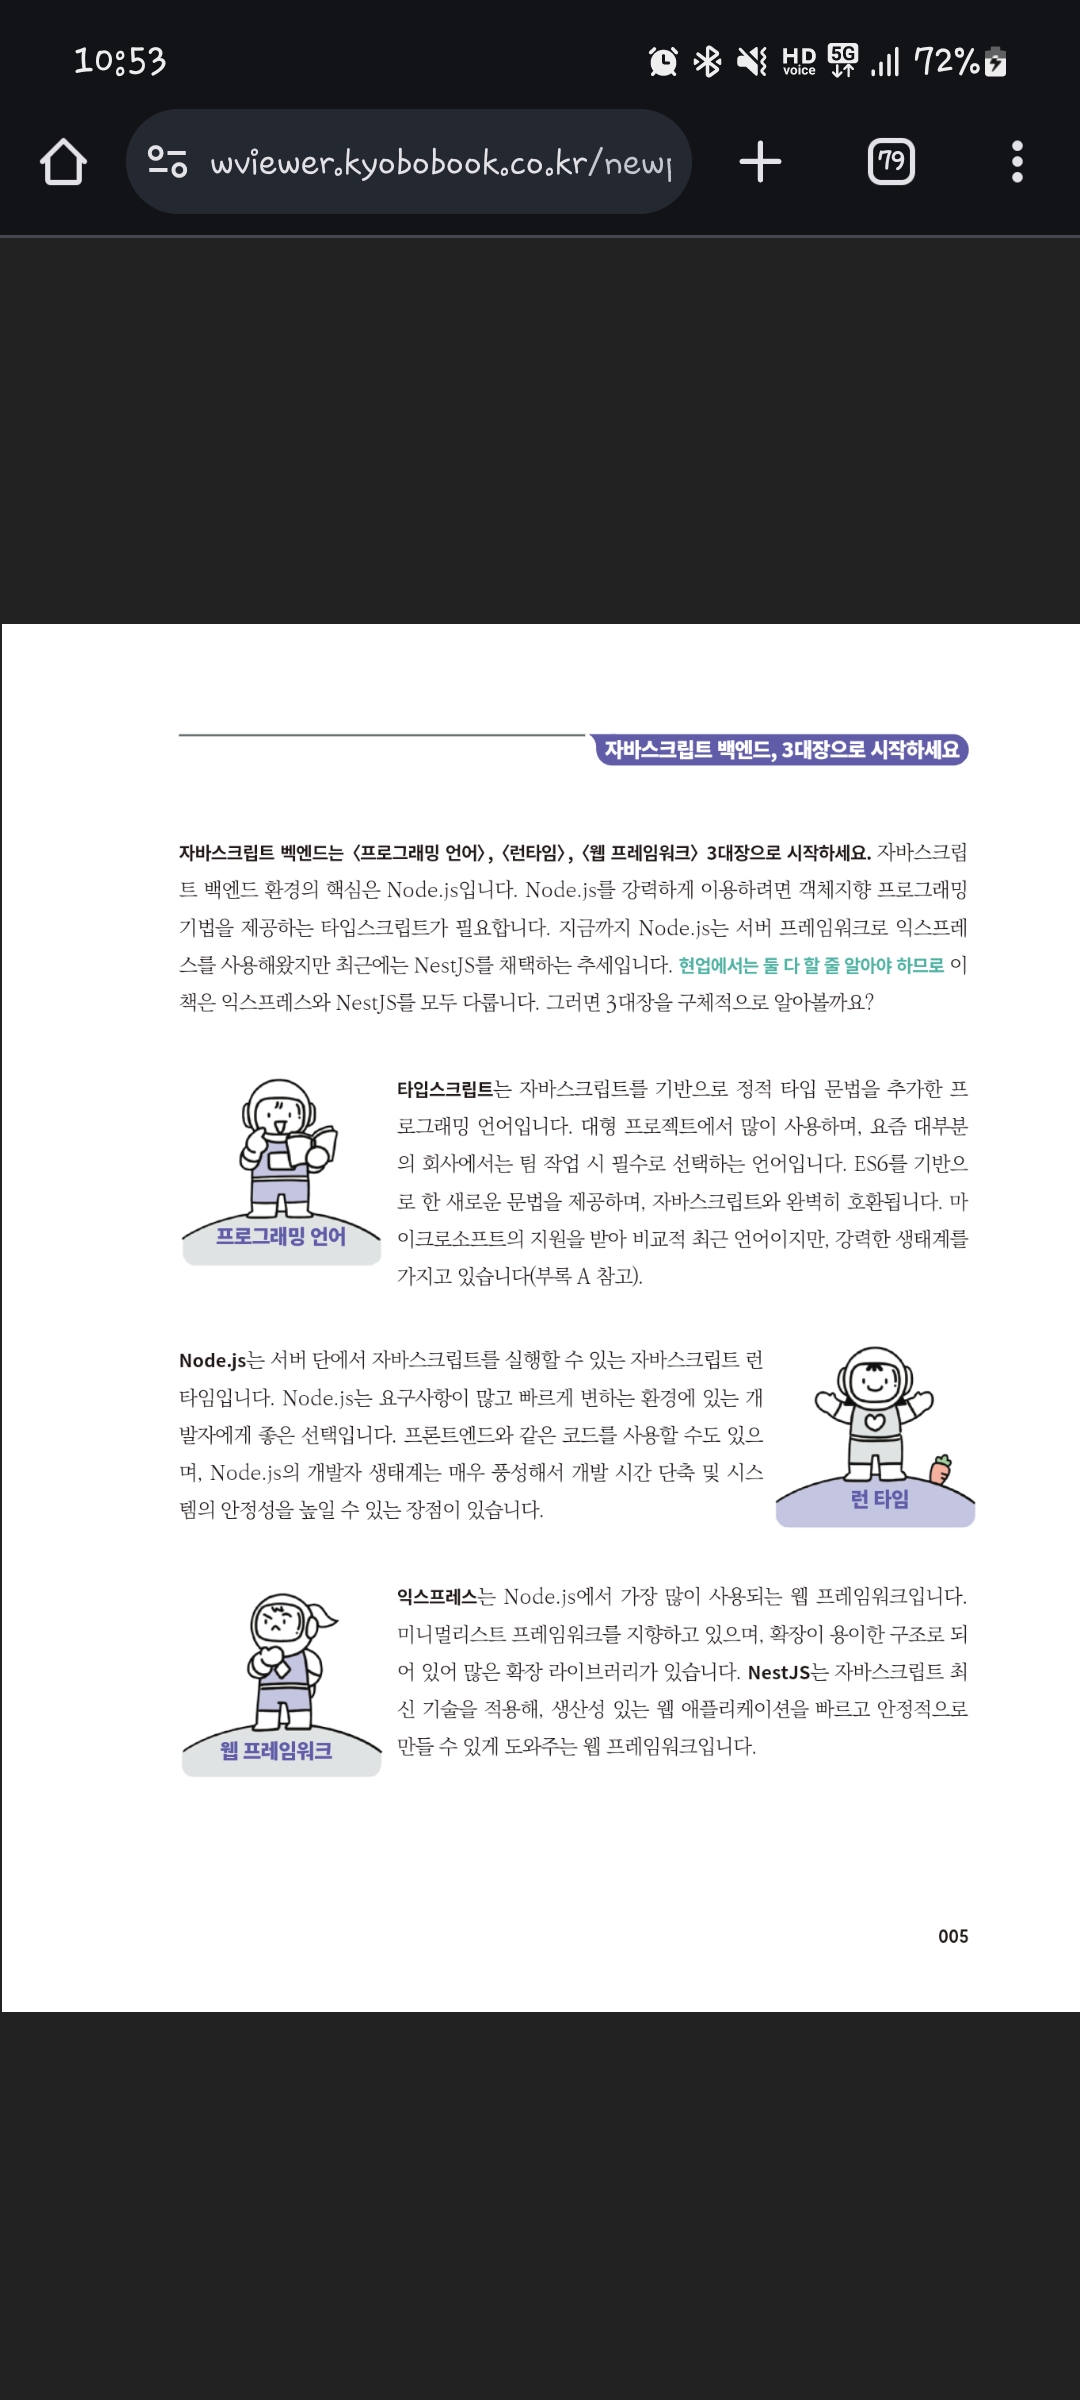 10:53
HD voice 5G 72%
wviewer.kyobobook.co.kr/new
79
자바스크립트 백엔드, 3대장으로 시작하세요
자바스크립트 벡엔드는 〈프로그래밍 언어〉, 〈런타임〉, 〈웹 프레임워크〉 3대장으로 시작하세요. 자바스크립
트 백엔드 환경의 핵심은 Node.js입니다. Node.js를 강력하게 이용하려면 객체지향 프로그래밍
기법을 제공하는 타입스크립트가 필요합니다. 지금까지 Node.js는 서버 프레임워크로 익스프레
스를 사용해왔지만 최근에는 NestJS를 채택하는 추세입니다. 현업에서는 둘 다 할 줄 알아야 하므로 이
책은 익스프레스와 NestJS를 모두 다룹니다. 그러면 3대장을 구체적으로 알아볼까요?
프로그래밍 언어
타입스크립트는 자바스크립트를 기반으로 정적 타입 문법을 추가한 프
로그래밍 언어입니다. 대형 프로젝트에서 많이 사용하며, 요즘 대부분
의 회사에서는 팀 작업 시 필수로 선택하는 언어입니다. ES6를 기반으
로 한 새로운 문법을 제공하며, 자바스크립트와 완벽히 호환됩니다. 마
이크로소프트의 지원을 받아 비교적 최근 언어이지만, 강력한 생태계를
가지고 있습니다(부록 A 참고).
Node.js는 서버 단에서 자바스크립트를 실행할 수 있는 자바스크립트 런
타임입니다. Node.js는 요구사항이 많고 빠르게 변하는 환경에 있는 개
발자에게 좋은 선택입니다. 프론트엔드와 같은 코드를 사용할 수도 있으
며, Node.js의 개발자 생태계는 매우 풍성해서 개발 시간 단축 및 시스
템의 안정성을 높일 수 있는 장점이 있습니다.
런 타임
웹 프레임워크
익스프레스는 Node.js에서 가장 많이 사용되는 웹 프레임워크입니다.
미니멀리스트 프레임워크를 지향하고 있으며, 확장이 용이한 구조로 되
어 있어 많은 확장 라이브러리가 있습니다. NestJS는 자바스크립트 최
신 기술을 적용해, 생산성 있는 웹 애플리케이션을 빠르고 안정적으로
만들 수 있게 도와주는 웹 프레임워크입니다.
005